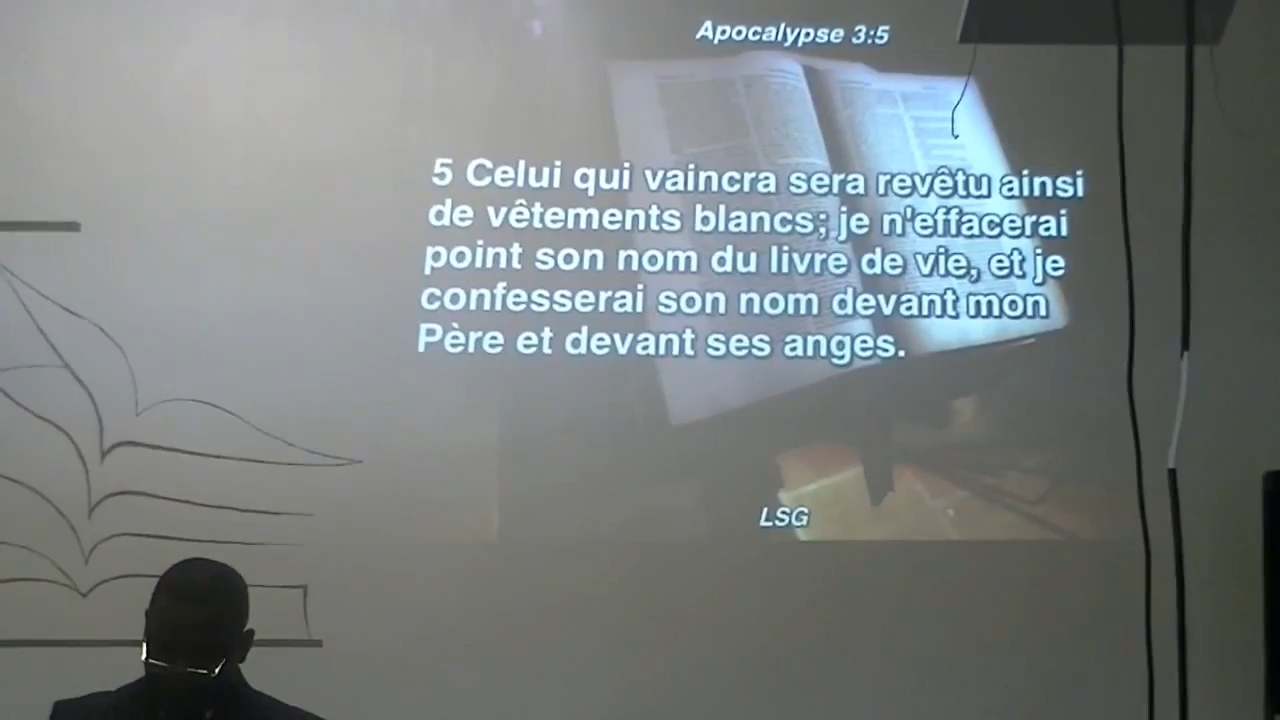 Apocalypse 3:5
5 Celui qui vaincra sera revêtu ainsi
de vêtements blancs; je n'effacerai
point son nom du livre de vie, et je
confesserai son nom devant mon
Père et devant ses anges.
LSG